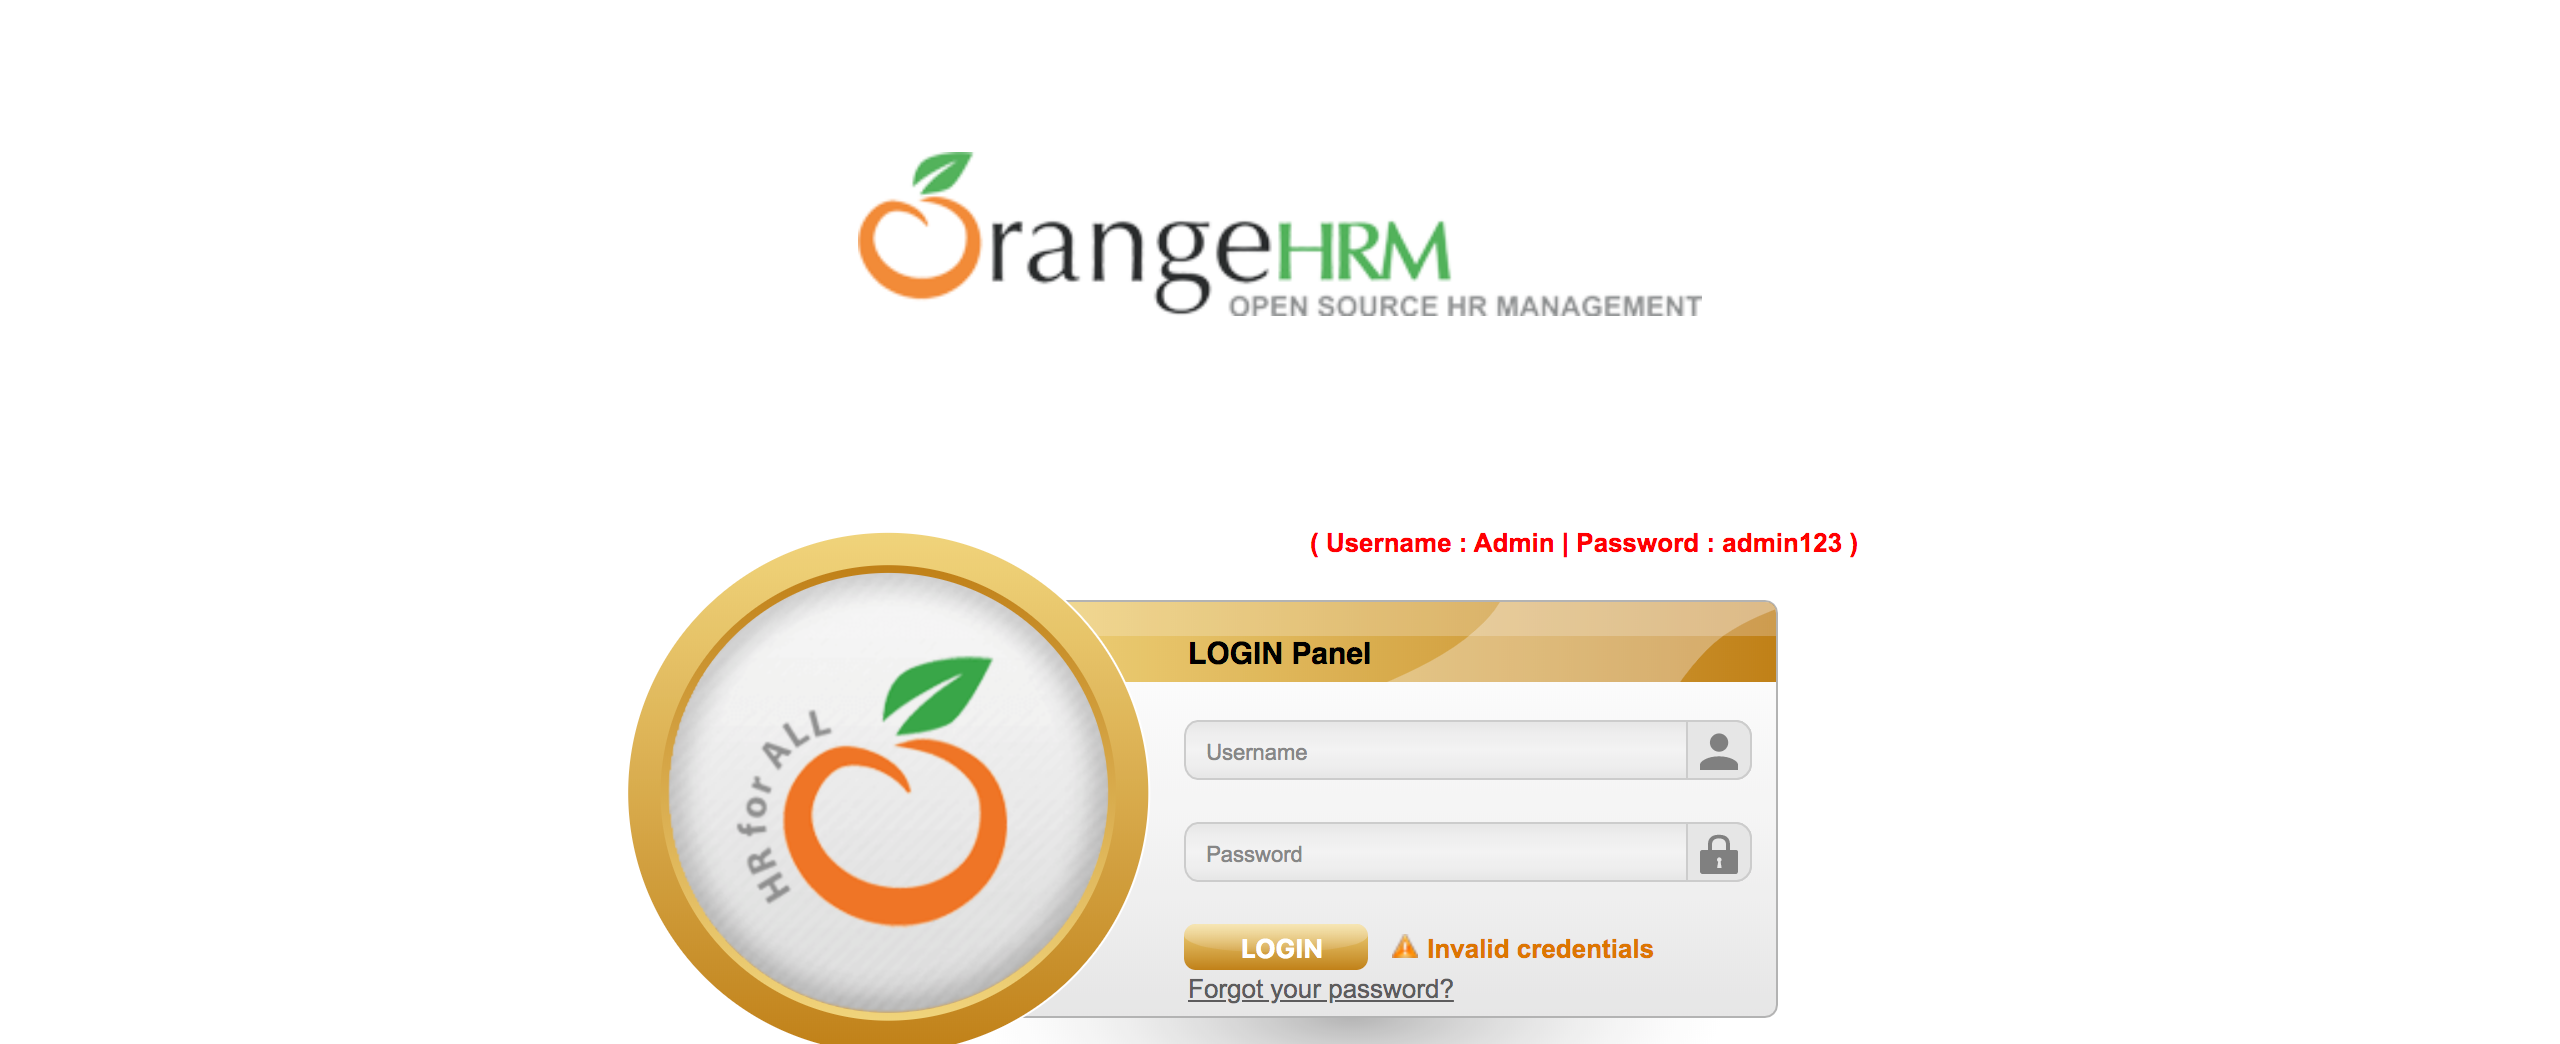 OrangeHRM
OPEN SOURCE HR MANAGEMENT
( Username : Admin | Password : admin123 )
HR for ALL
LOGIN Panel
Username
Password
LOGIN
Invalid credentials
Forgot your password?